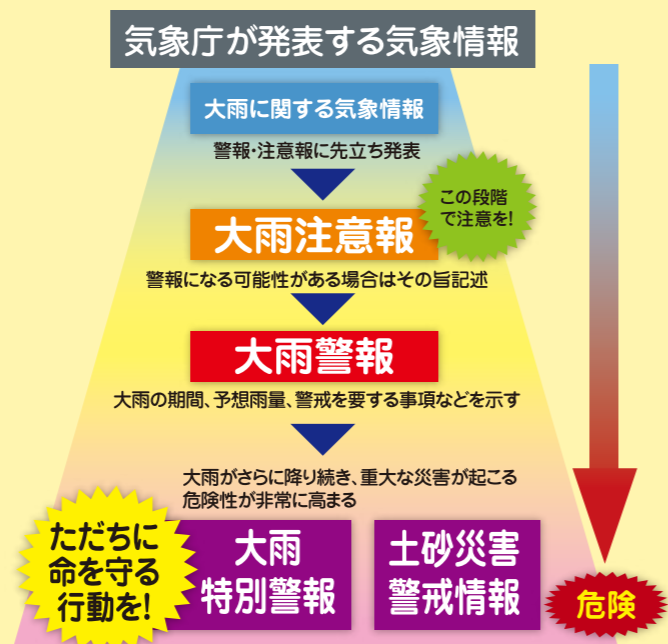 気象庁が発表する気象情報
大雨に関する気象情報
警報・注意報に先立ち発表
この段階
で注意を!
大雨注意報
警報になる可能性がある場合はその旨記述
大雨警報
大雨の期間、予想雨量、警戒を要する事項などを示す
大雨がさらに降り続き、重大な災害が起こる
危険性が非常に高まる
ただちに
命を守る
行動を!
大雨
特別警報
土砂災害
警戒情報
危険